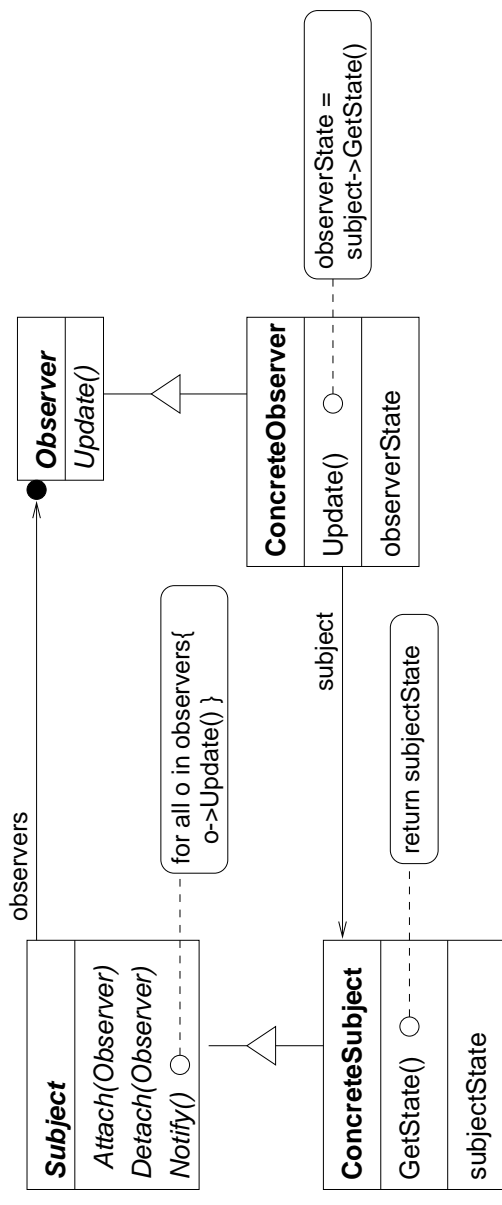 Subject
Attach(Observer)
Detach(Observer)
Notify()
observers
Observer
Update()
for all o in observers{
o->Update() }
ConcreteSubject
GetState()
subjectState
return subjectState
subject
ConcreteObserver
Update()
observerState
observerState =
subject->GetState()